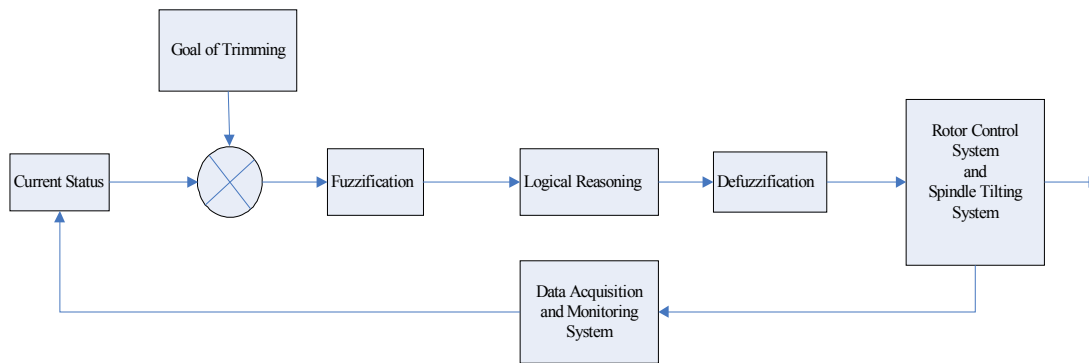 Goal of Trimming
Current Status
Fuzzification
Logical Reasoning
Defuzzification
Rotor Control
System
and
Spindle Tilting
System
Data Acquisition
and Monitoring
System